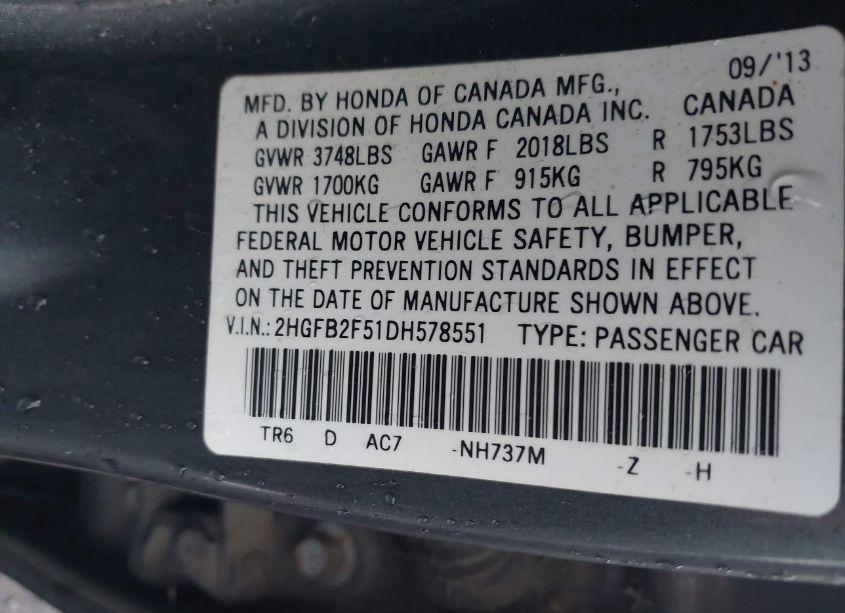 09/'13
MFD. BY HONDA OF CANADA MFG.,
A DIVISION OF HONDA CANADA INC. CANADA
GVWR 3748LBS GAWR F 2018LBS R 1753LBS
GVWR 1700KG GAWR F 915KG R 795KG
THIS VEHICLE CONFORMS TO ALL APPLICABLE
FEDERAL MOTOR VEHICLE SAFETY, BUMPER,
AND THEFT PREVENTION STANDARDS IN EFFECT
ON THE DATE OF MANUFACTURE SHOWN ABOVE.
V.I.N.: 2HGFB2F51DH578551 TYPE: PASSENGER CAR
TR6 D AC7 -NH737M -Z -H